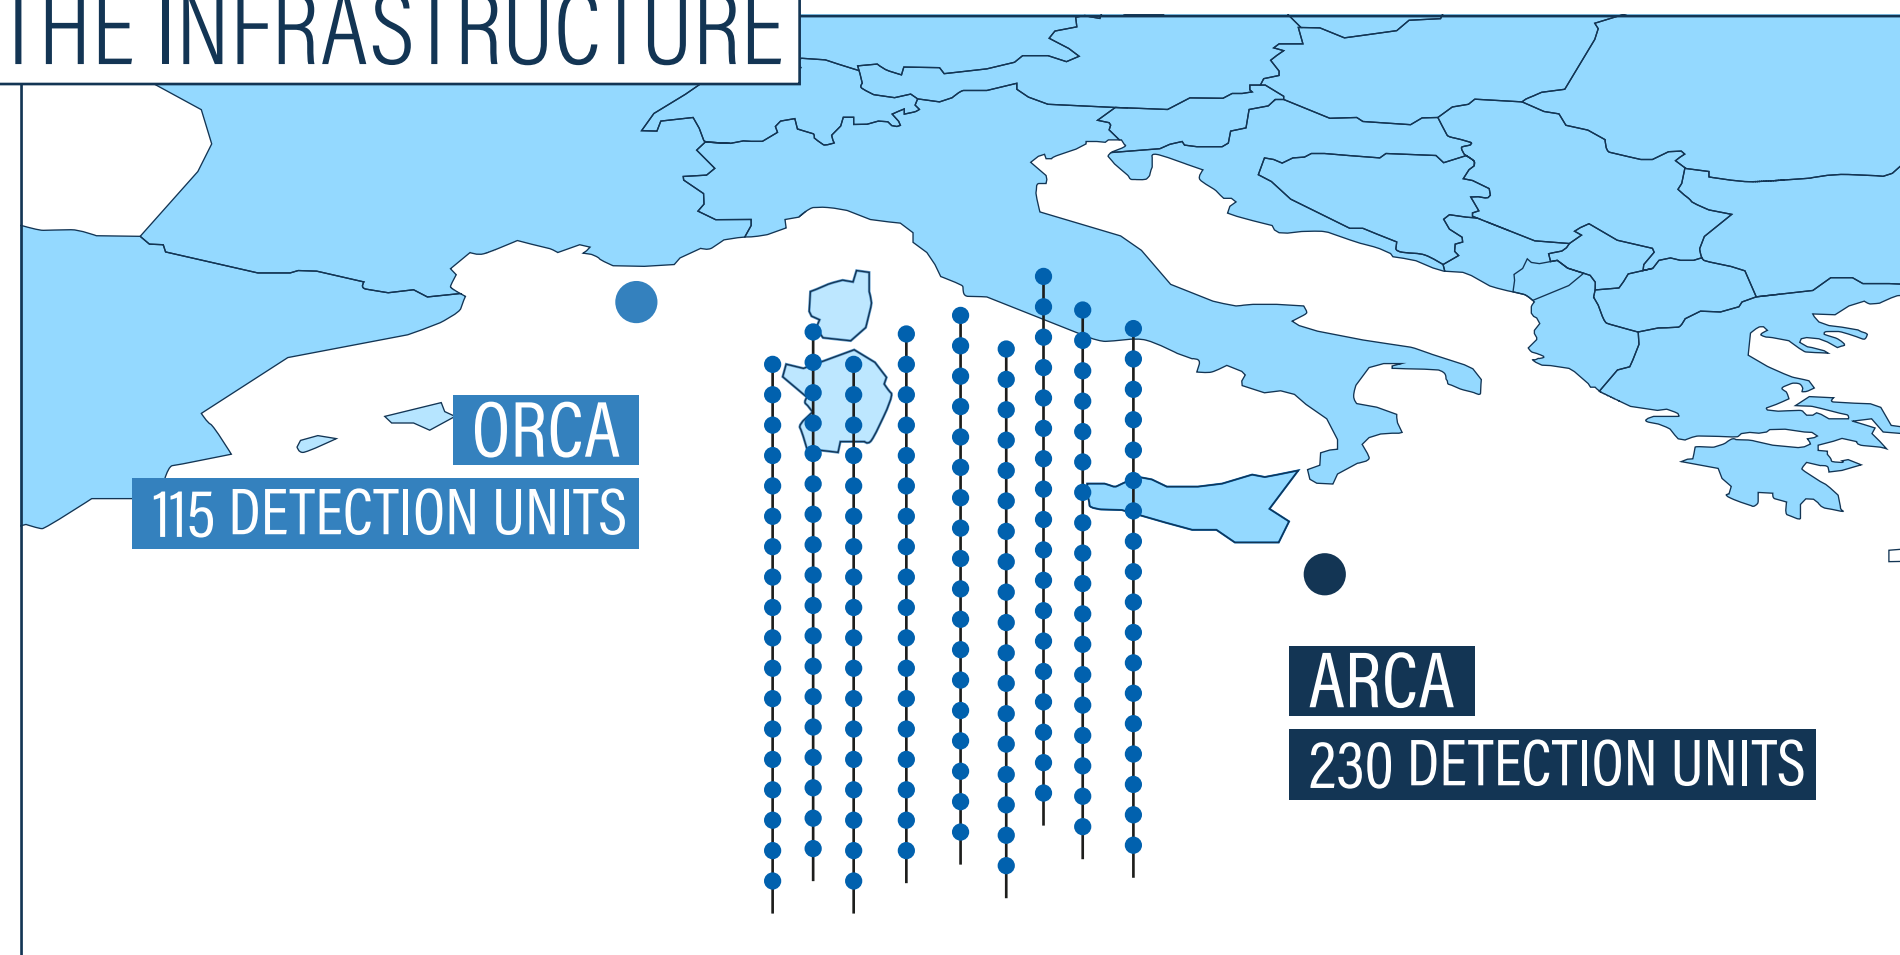 THE INFRASTRUCTURE
ORCA
115 DETECTION UNITS
ARCA
230 DETECTION UNITS